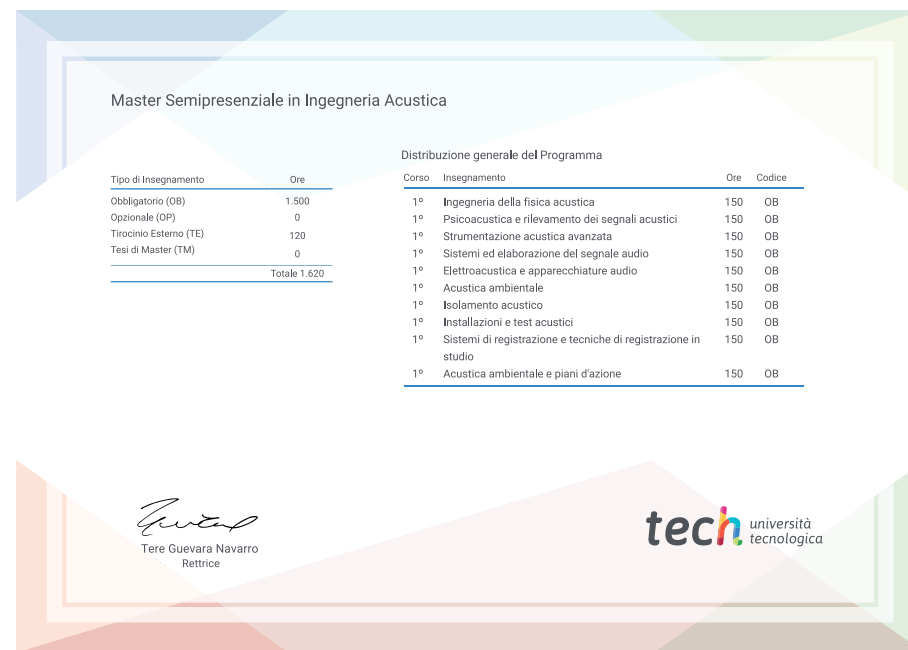 Master Semipresenziale in Ingegneria Acustica
Tipo di Insegnamento Ore
Obbligatorio (OB) 1.500
Opzionale (OP) 0
Tirocinio Esterno (TE) 120
Tesi di Master (TM) 0
Totale 1.620
Distribuzione generale del Programma
Corso Insegnamento Ore Codice
1º Ingegneria della fisica acustica 150 OB
1º Psicoacustica e rilevamento dei segnali acustici 150 OB
1º Strumentazione acustica avanzata 150 OB
1º Sistemi ed elaborazione del segnale audio 150 OB
1º Elettroacustica e apparecchiature audio 150 OB
1º Acustica ambientale 150 OB
1º Isolamento acustico 150 OB
1º Installazioni e test acustici 150 OB
1º Sistemi di registrazione e tecniche di registrazione in 150 OB
studio
1º Acustica ambientale e piani d'azione 150 OB
Tere Guevara Navarro
Rettrice
tech università
tecnologica